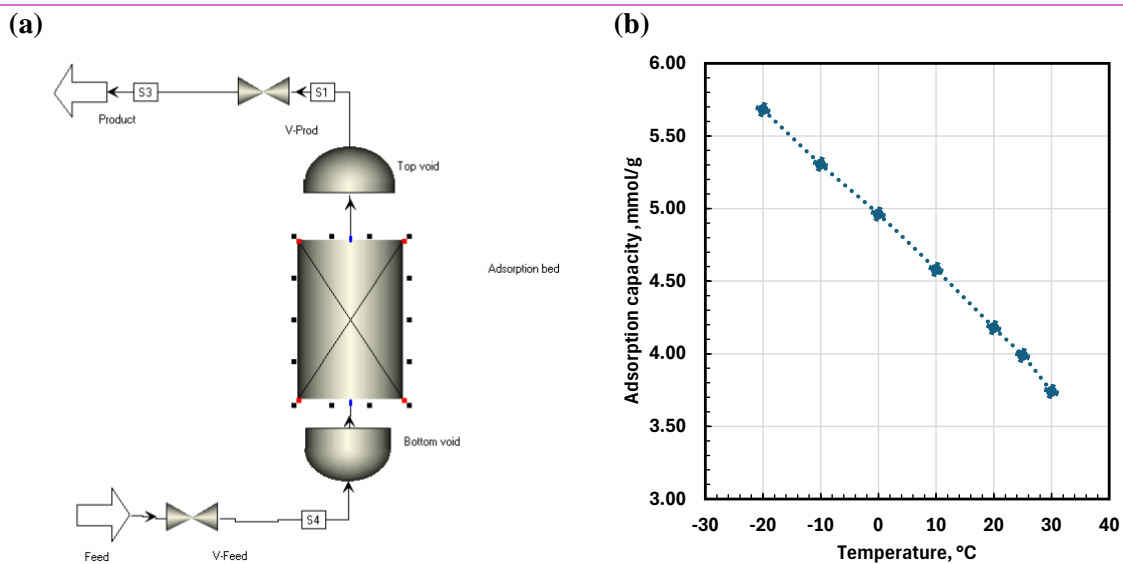 (a)
S3
S1
Product
V-Prod
Top void
Adsorption bed
Bottom void
S4
Feed
V-Feed
(b)
6.00
5.50
5.00
4.50
4.00
3.50
3.00
Adsorption capacity ,mmol/g
-30 -20 -10 0 10 20 30 40
Temperature, °C